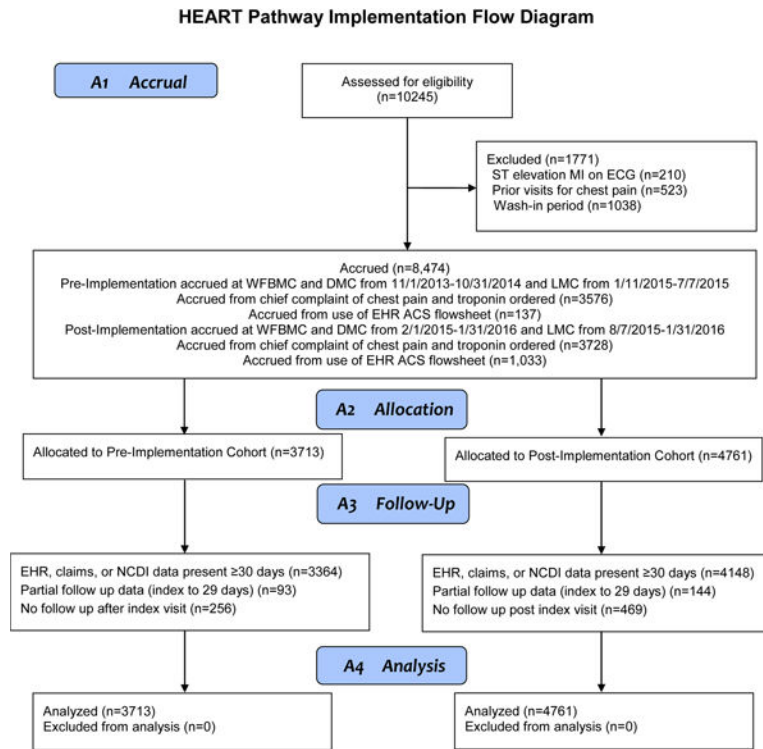 HEART Pathway Implementation Flow Diagram
A1 Accrual
Assessed for eligibility
(n=10245)
Excluded (n=1771)
ST elevation MI on ECG (n=210)
Prior visits for chest pain (n=523)
Wash-in period (n=1038)
Accrued (n=8,474)
Pre-Implementation accrued at WFBMC and DMC from 11/1/2013-10/31/2014 and LMC from 1/11/2015-7/7/2015
Accrued from chief complaint of chest pain and troponin ordered (n=3576)
Accrued from use of EHR ACS flowsheet (n=137)
Post-Implementation accrued at WFBMC and DMC from 2/1/2015-1/31/2016 and LMC from 8/7/2015-1/31/2016
Accrued from chief complaint of chest pain and troponin ordered (n=3728)
Accrued from use of EHR ACS flowsheet (n=1,033)
A2 Allocation
Allocated to Pre-Implementation Cohort (n=3713)
Allocated to Post-Implementation Cohort (n=4761)
A3 Follow-Up
EHR, claims, or NCDI data present ≥30 days (n=3364)
Partial follow up data (index to 29 days) (n=93)
No follow up after index visit (n=256)
EHR, claims, or NCDI data present ≥30 days (n=4148)
Partial follow up data (index to 29 days) (n=144)
No follow up post index visit (n=469)
A4 Analysis
Analyzed (n=3713)
Excluded from analysis (n=0)
Analyzed (n=4761)
Excluded from analysis (n=0)